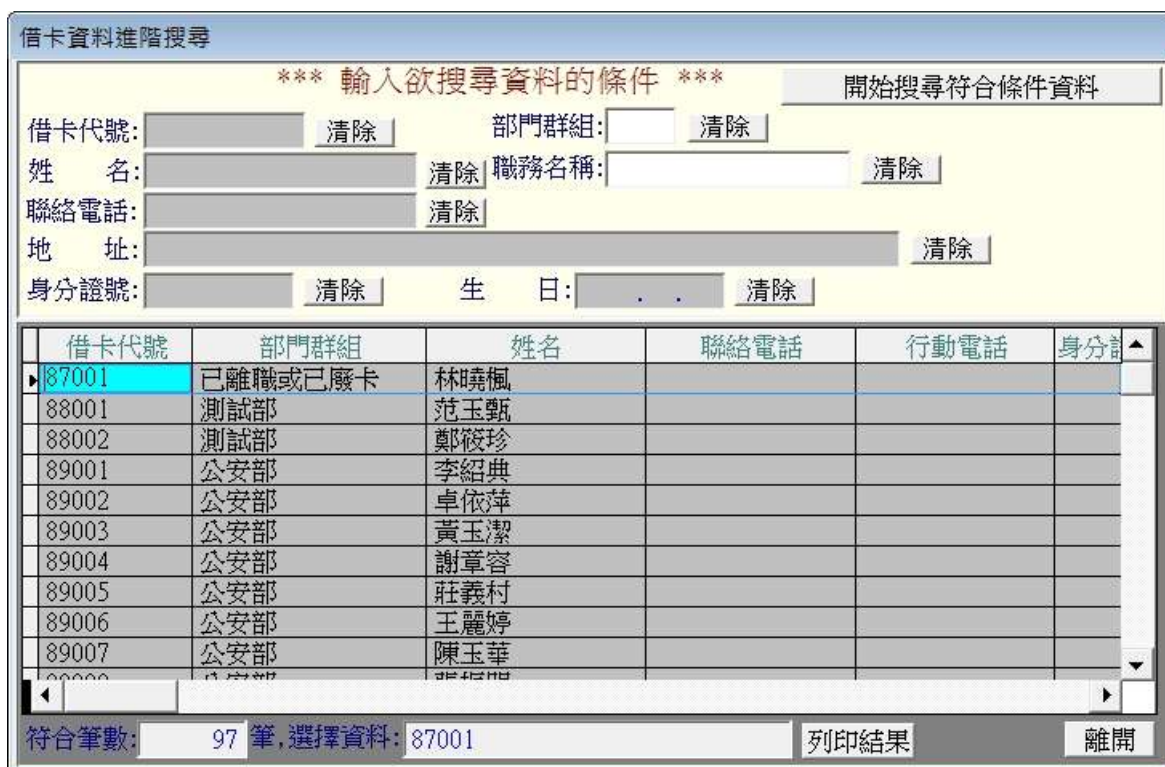 借卡資料進階搜尋
*** 輸入欲搜尋資料的條件 *** 開始搜尋符合條件資料
借卡代號: 清除 部門群組: 清除
姓 名: 清除 職務名稱: 清除
聯絡電話: 清除
地 址: 清除
身分證號: 清除 生 日: . . 清除
借卡代號 部門群組 姓名 聯絡電話 行動電話 身分
87001 已離職或已廢卡 林曉楓
88001 測試部 范玉甄
88002 測試部 鄭筱珍
89001 公安部 李紹典
89002 公安部 卓依萍
89003 公安部 黃玉潔
89004 公安部 謝章容
89005 公安部 莊義村
89006 公安部 王麗婷
89007 公安部 陳玉華
符合筆數: 97 筆,選擇資料: 87001 列印結果 離開